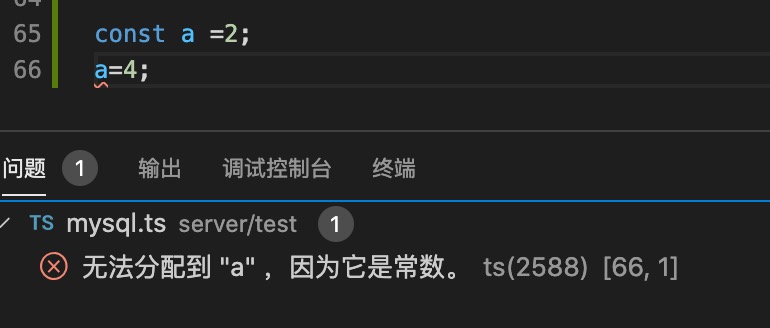 65 const a =2;
66 a=4;
问题 1 输出 调试控制台 终端
TS mysql.ts server/test 1
无法分配到 "a" ，因为它是常数。 ts(2588) [66, 1]